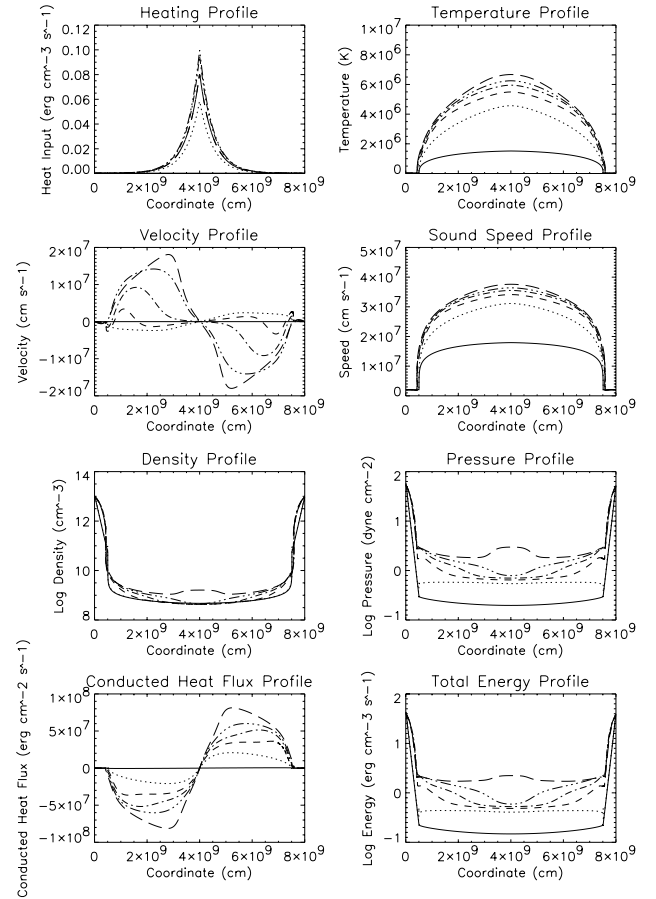 Heating Profile
Heat Input (erg cm^-3 s^-1)
0.12
0.10
0.08
0.06
0.04
0.02
0.00
0 2×10⁹ 4×10⁹ 6×10⁹ 8×10⁹
Coordinate (cm)
Temperature Profile
Temperature (K)
1×10⁷
8×10⁶
6×10⁶
4×10⁶
2×10⁶
0
0 2×10⁹ 4×10⁹ 6×10⁹ 8×10⁹
Coordinate (cm)
Velocity Profile
Velocity (cm s^-1)
2×10⁷
1×10⁷
0
-1×10⁷
-2×10⁷
0 2×10⁹ 4×10⁹ 6×10⁹ 8×10⁹
Coordinate (cm)
Sound Speed Profile
Speed (cm s^-1)
5×10⁷
4×10⁷
3×10⁷
2×10⁷
1×10⁷
0
0 2×10⁹ 4×10⁹ 6×10⁹ 8×10⁹
Coordinate (cm)
Density Profile
Log Density (cm^-3)
14
12
10
8
0 2×10⁹ 4×10⁹ 6×10⁹ 8×10⁹
Coordinate (cm)
Pressure Profile
Log Pressure (dyne cm^-2)
2
1
0
-1
0 2×10⁹ 4×10⁹ 6×10⁹ 8×10⁹
Coordinate (cm)
Conducted Heat Flux Profile
Conducted Heat Flux (erg cm^-2 s^-1)
1×10⁸
5×10⁷
0
-5×10⁷
-1×10⁸
0 2×10⁹ 4×10⁹ 6×10⁹ 8×10⁹
Coordinate (cm)
Total Energy Profile
Log Energy (erg cm^-3 s^-1)
2
1
0
-1
0 2×10⁹ 4×10⁹ 6×10⁹ 8×10⁹
Coordinate (cm)